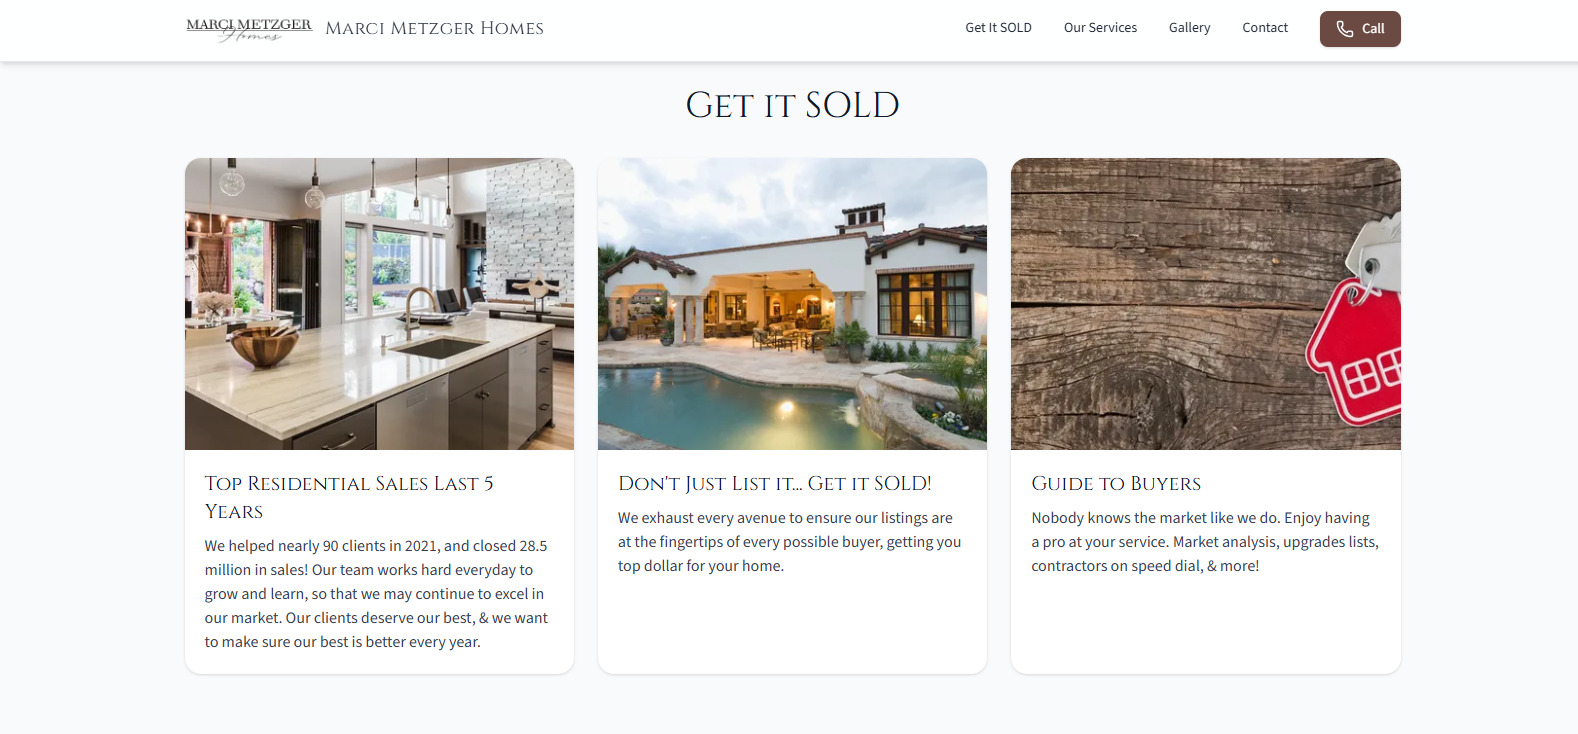 MARCI METZGER
Homes
Marci Metzger Homes
Get It SOLD
Our Services
Gallery
Contact
Call
Get it SOLD
Top Residential Sales Last 5
Years
We helped nearly 90 clients in 2021, and closed 28.5
million in sales! Our team works hard everyday to
grow and learn, so that we may continue to excel in
our market. Our clients deserve our best, & we want
to make sure our best is better every year.
Don't Just List it... Get it SOLD!
We exhaust every avenue to ensure our listings are
at the fingertips of every possible buyer, getting you
top dollar for your home.
Guide to Buyers
Nobody knows the market like we do. Enjoy having
a pro at your service. Market analysis, upgrades lists,
contractors on speed dial, & more!